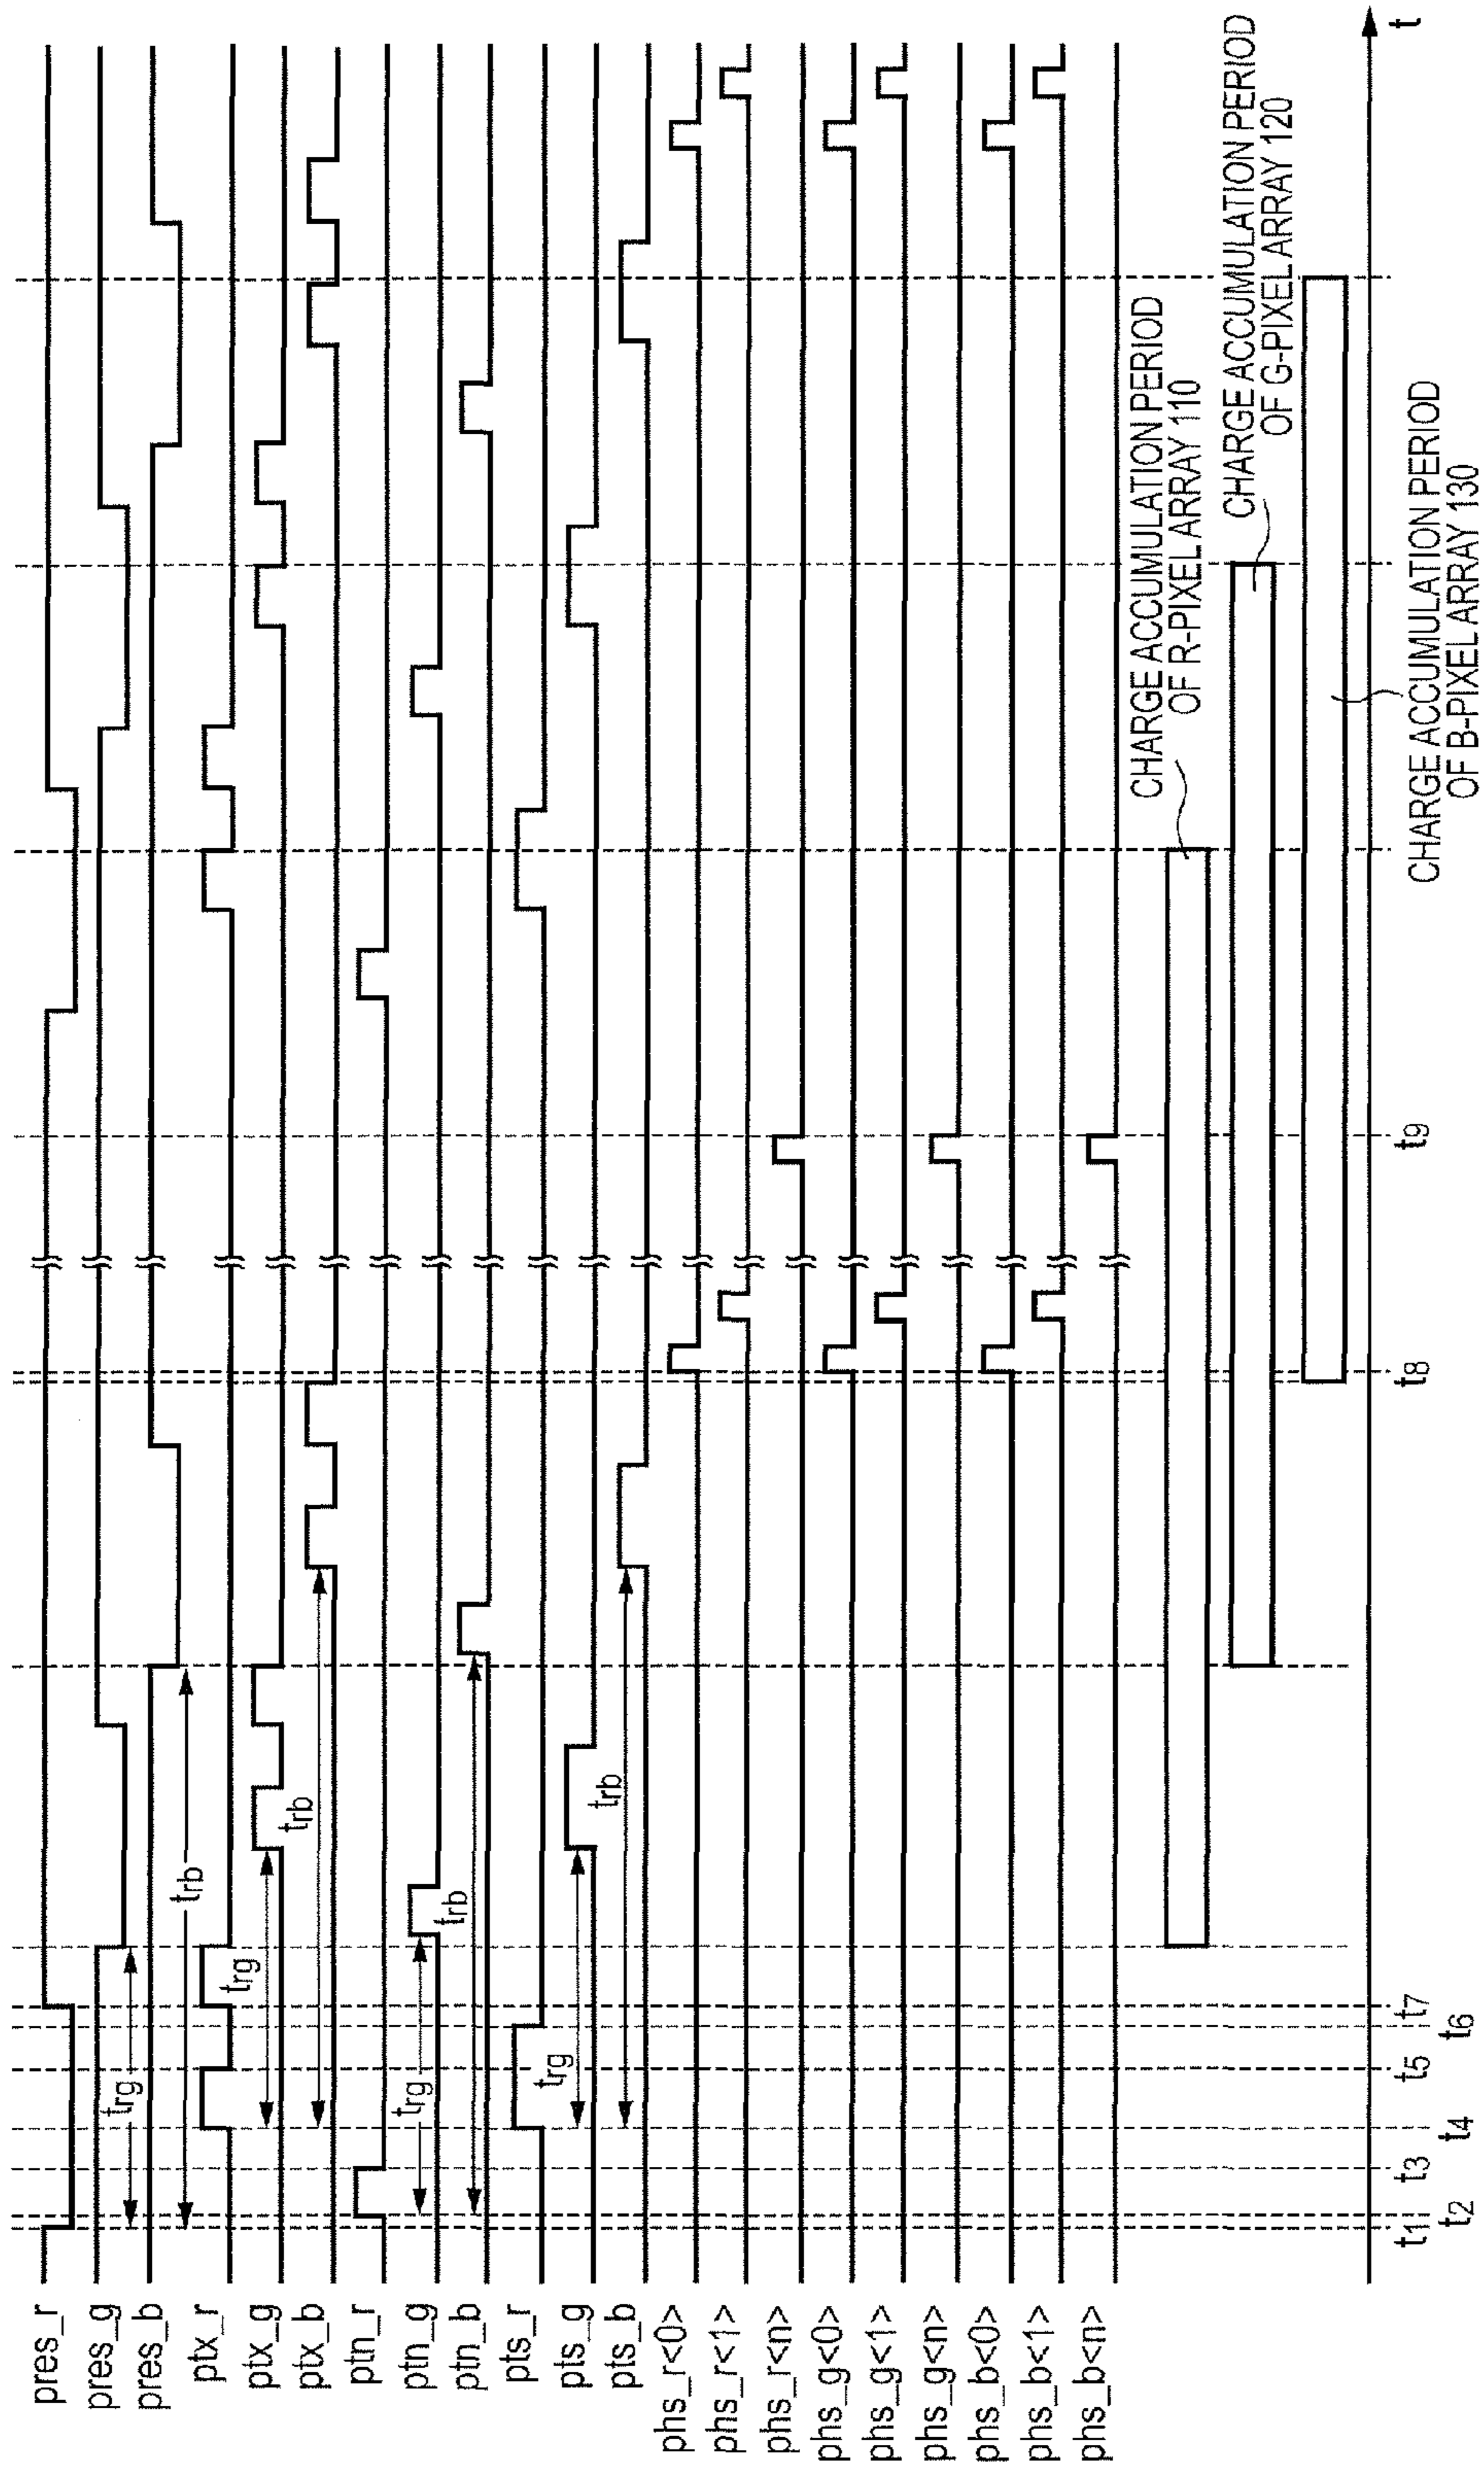 pres_r
pres_g
pres_b
ptx_r
ptx_g
ptx_b
ptn_r
ptn_g
ptn_b
pts_r
pts_g
pts_b
phs_r<0>
phs_r<1>
phs_r<n>
phs_g<0>
phs_g<1>
phs_g<n>
phs_b<0>
phs_b<1>
phs_b<n>
trg
trb
trg
trb
trg
trb
trg
trb
CHARGE ACCUMULATION PERIOD
OF R-PIXEL ARRAY 110
CHARGE ACCUMULATION PERIOD
OF G-PIXEL ARRAY 120
CHARGE ACCUMULATION PERIOD
OF B-PIXEL ARRAY 130
t1
t2
t3
t4
t5
t6
t7
t8
t9
t